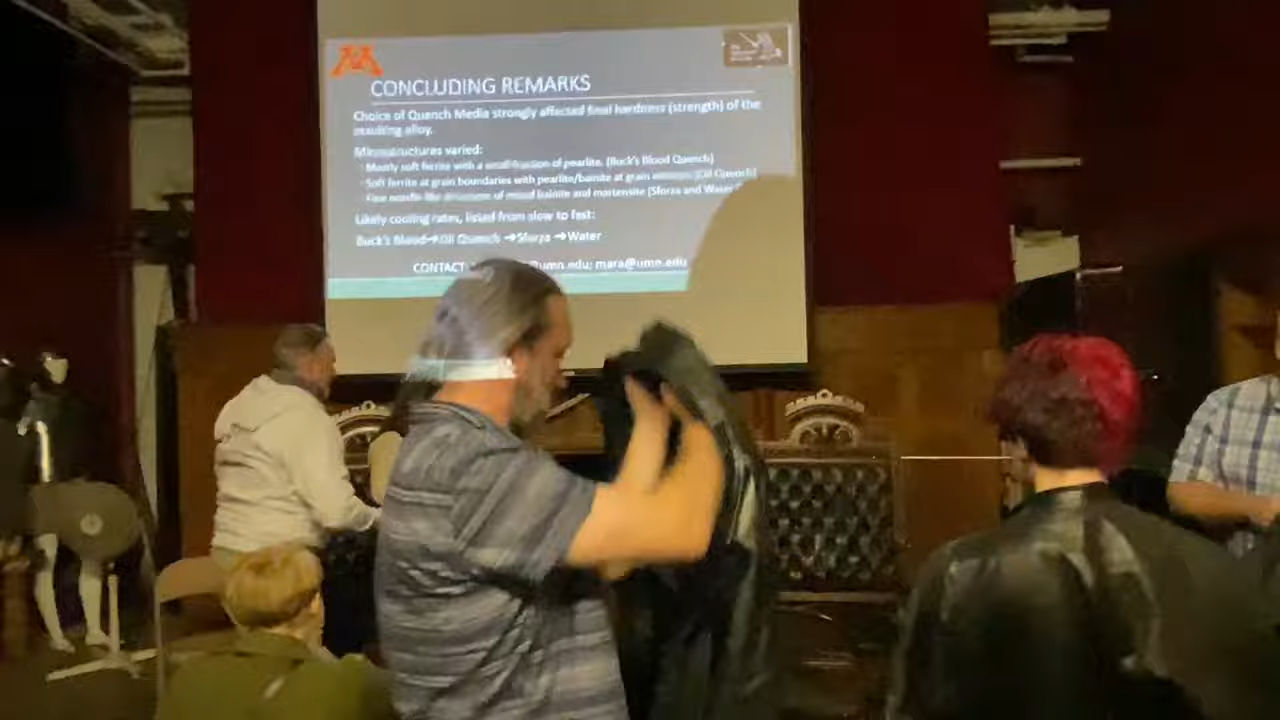 CONCLUDING REMARKS
Choice of Quench Media strongly affected final hardness (strength) of the
resulting alloy.
Microstructures varied:
Mostly soft ferrite with a small fraction of pearlite. (Buck's Blood Quench)
Soft ferrite at grain boundaries with pearlite/bainite at grain (Oil Quench)
Fine needle-like structures of mixed bainite and martensite (Sforza and Water
Likely cooling rates, listed from slow to fast:
Buck's Blood➔Oil Quench ➔Sforza ➔Water
CONTACT: @umn.edu; mara@umn.edu